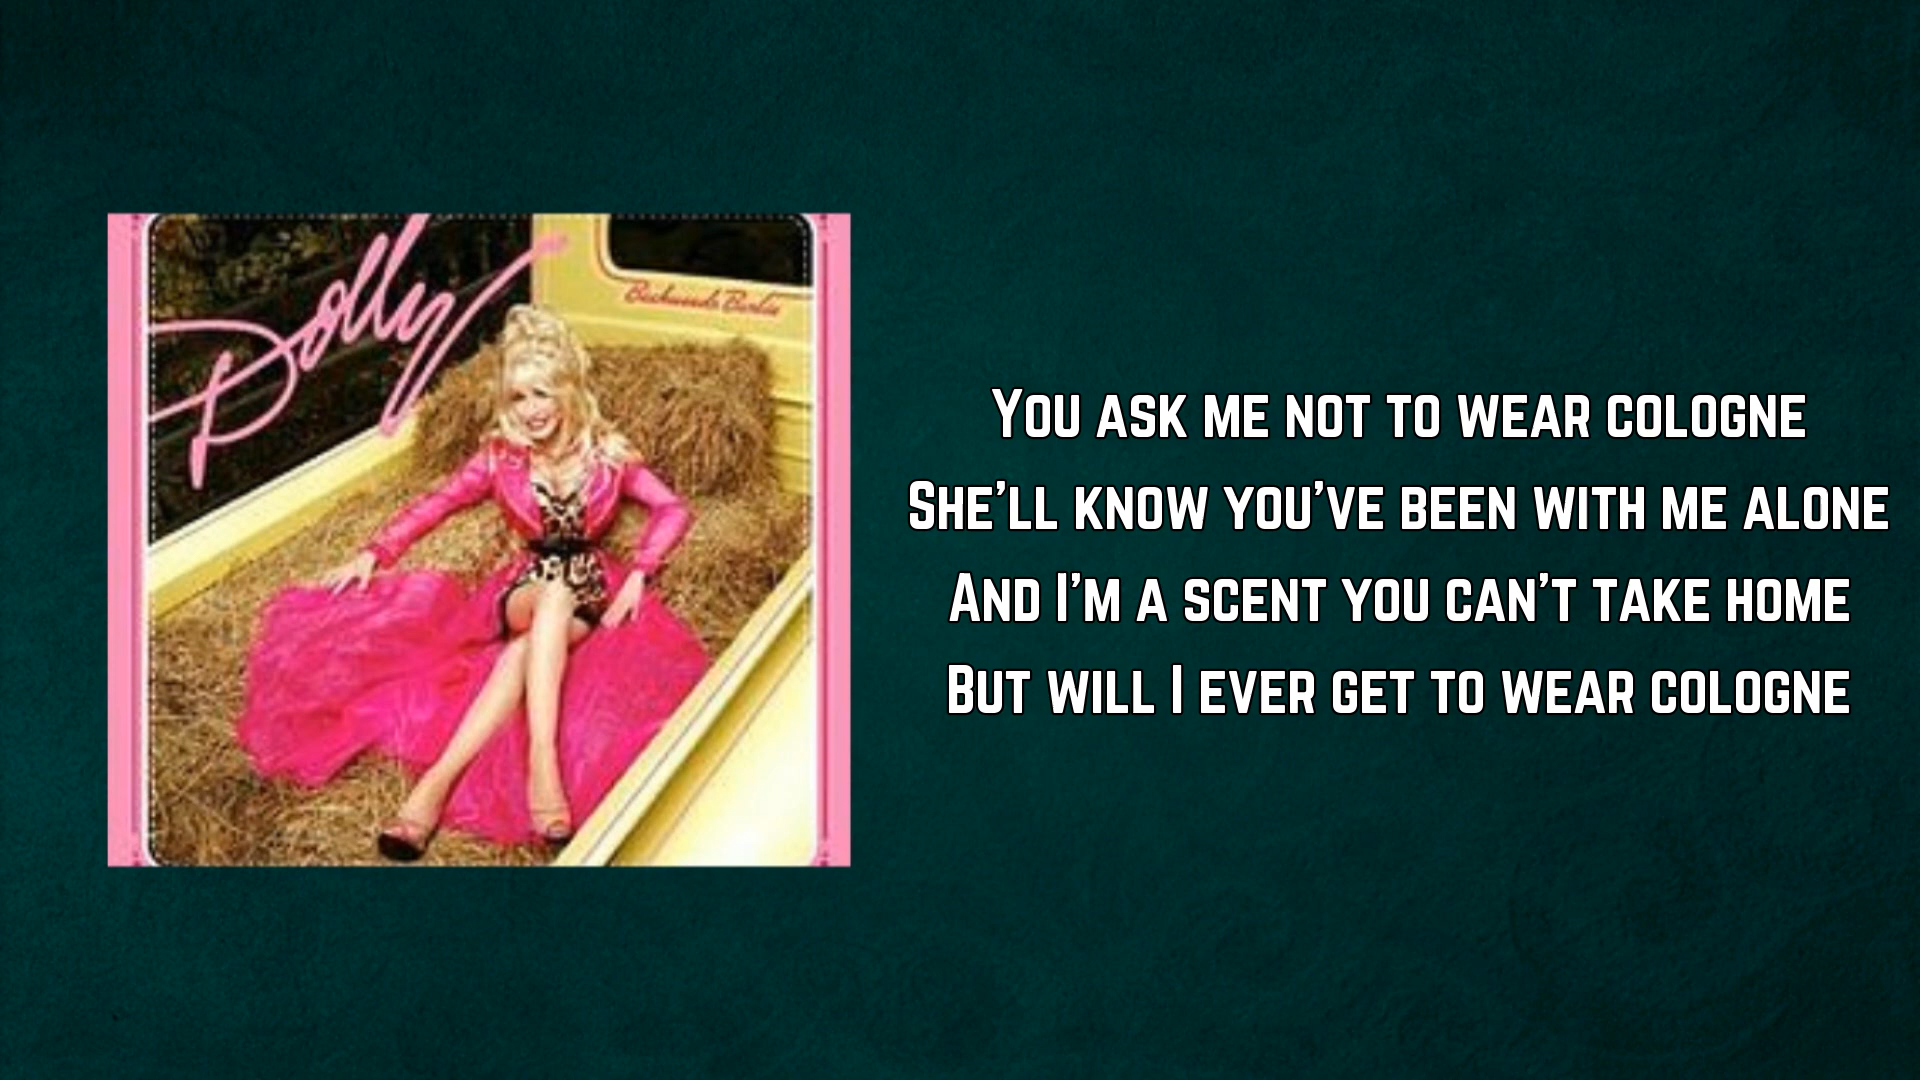 Dolly
Backwoods Barbie
You ask me not to wear cologne
She'll know you've been with me alone
And I'm a scent you can't take home
But will I ever get to wear cologne